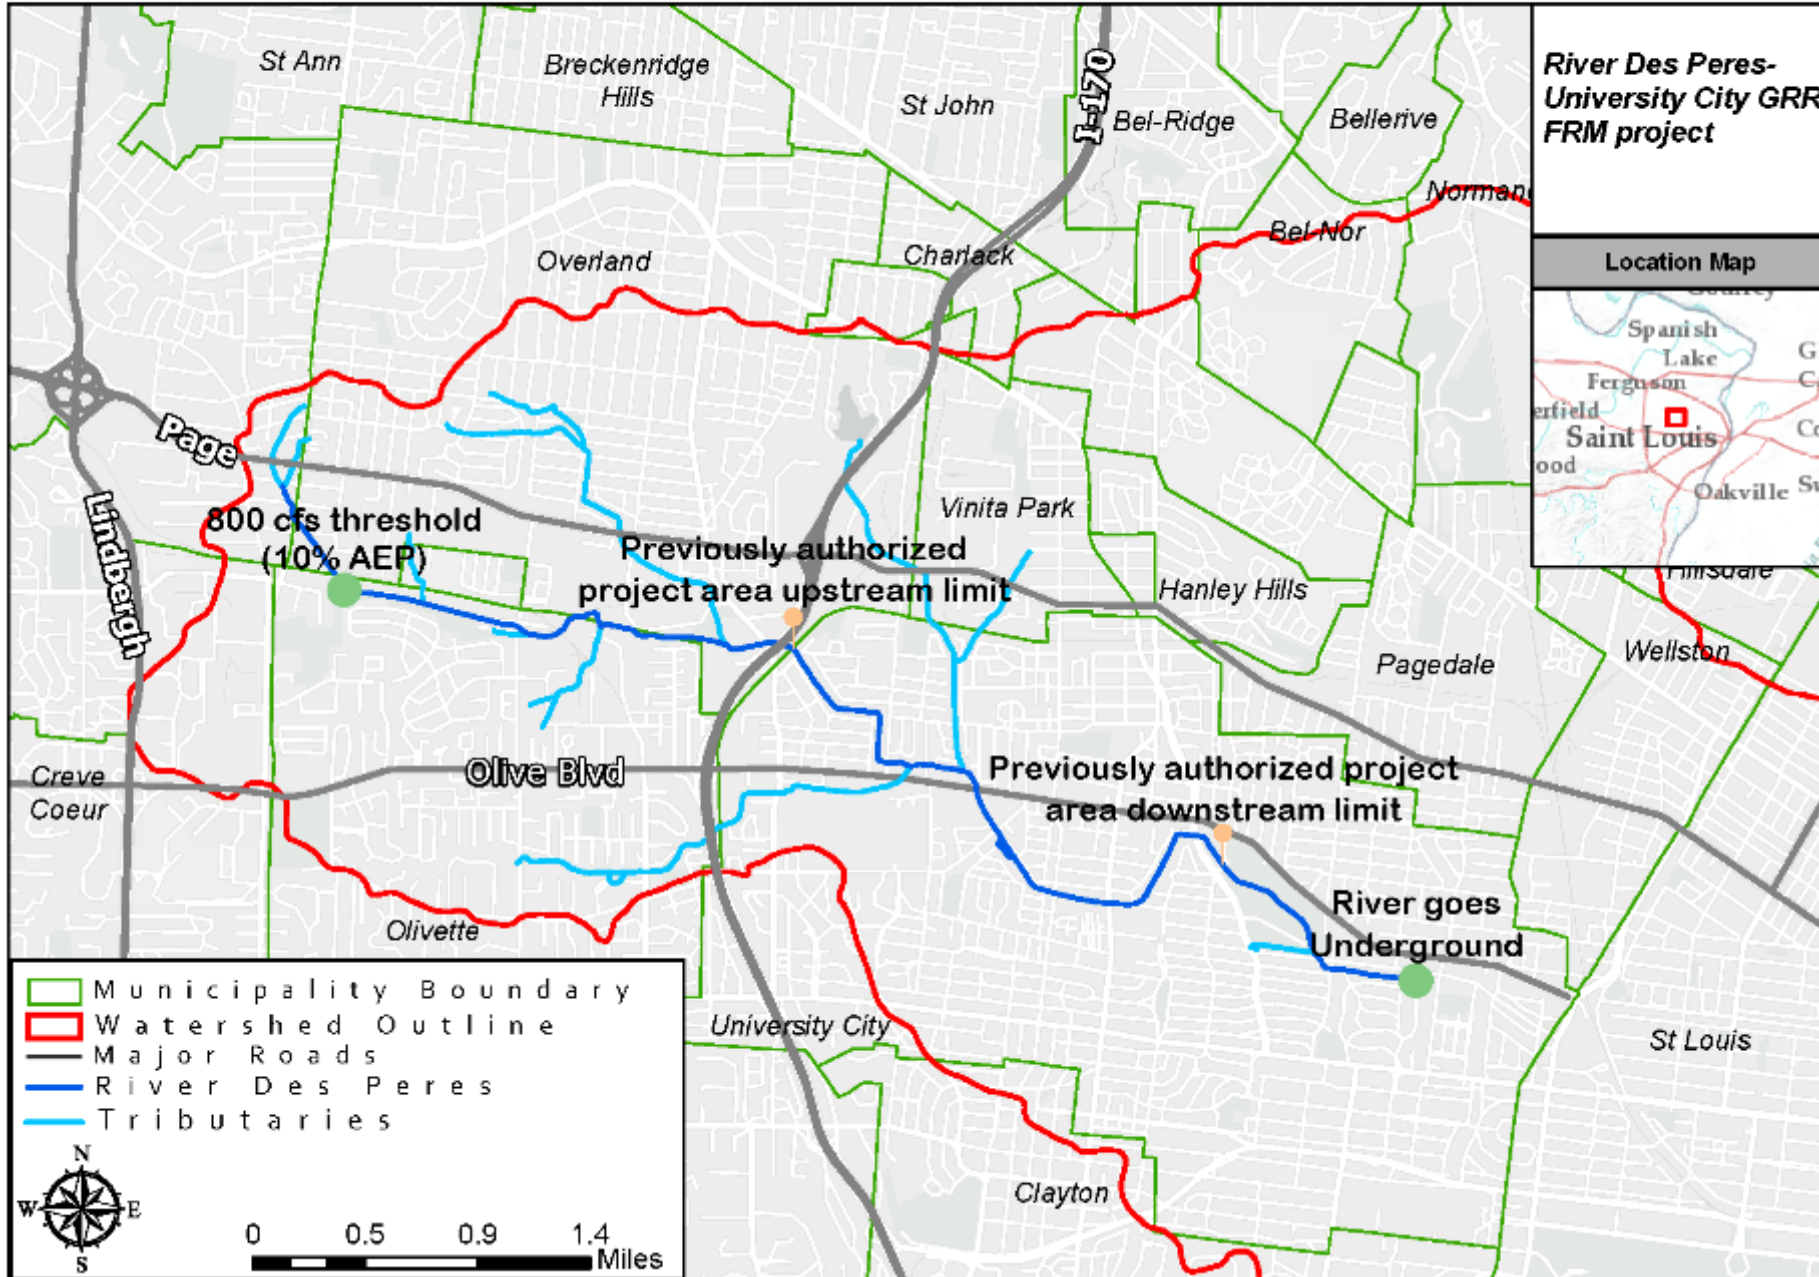 St Ann
Breckenridge
Hills
St John
I-170
Bel-Ridge
Bellerive
River Des Peres-
University City GRR
FRM project
Bel-Nor
Overland
Charlack
Location Map
Spanish
Lake
Ferguson
erfield
Saint Louis
ood
Oakville
Page
Lindbergh
800 cfs threshold
(10% AEP)
Vinita Park
Previously authorized
project area upstream limit
Hanley Hills
Hillsdale
Wellston
Pagedale
Creve
Coeur
Olive Blvd
Previously authorized project
area downstream limit
River goes
Underground
Olivette
University City
St Louis
Clayton
Municipality Boundary
Watershed Outline
Major Roads
River Des Peres
Tributaries
N
W E
S
0 0.5 0.9 1.4
Miles